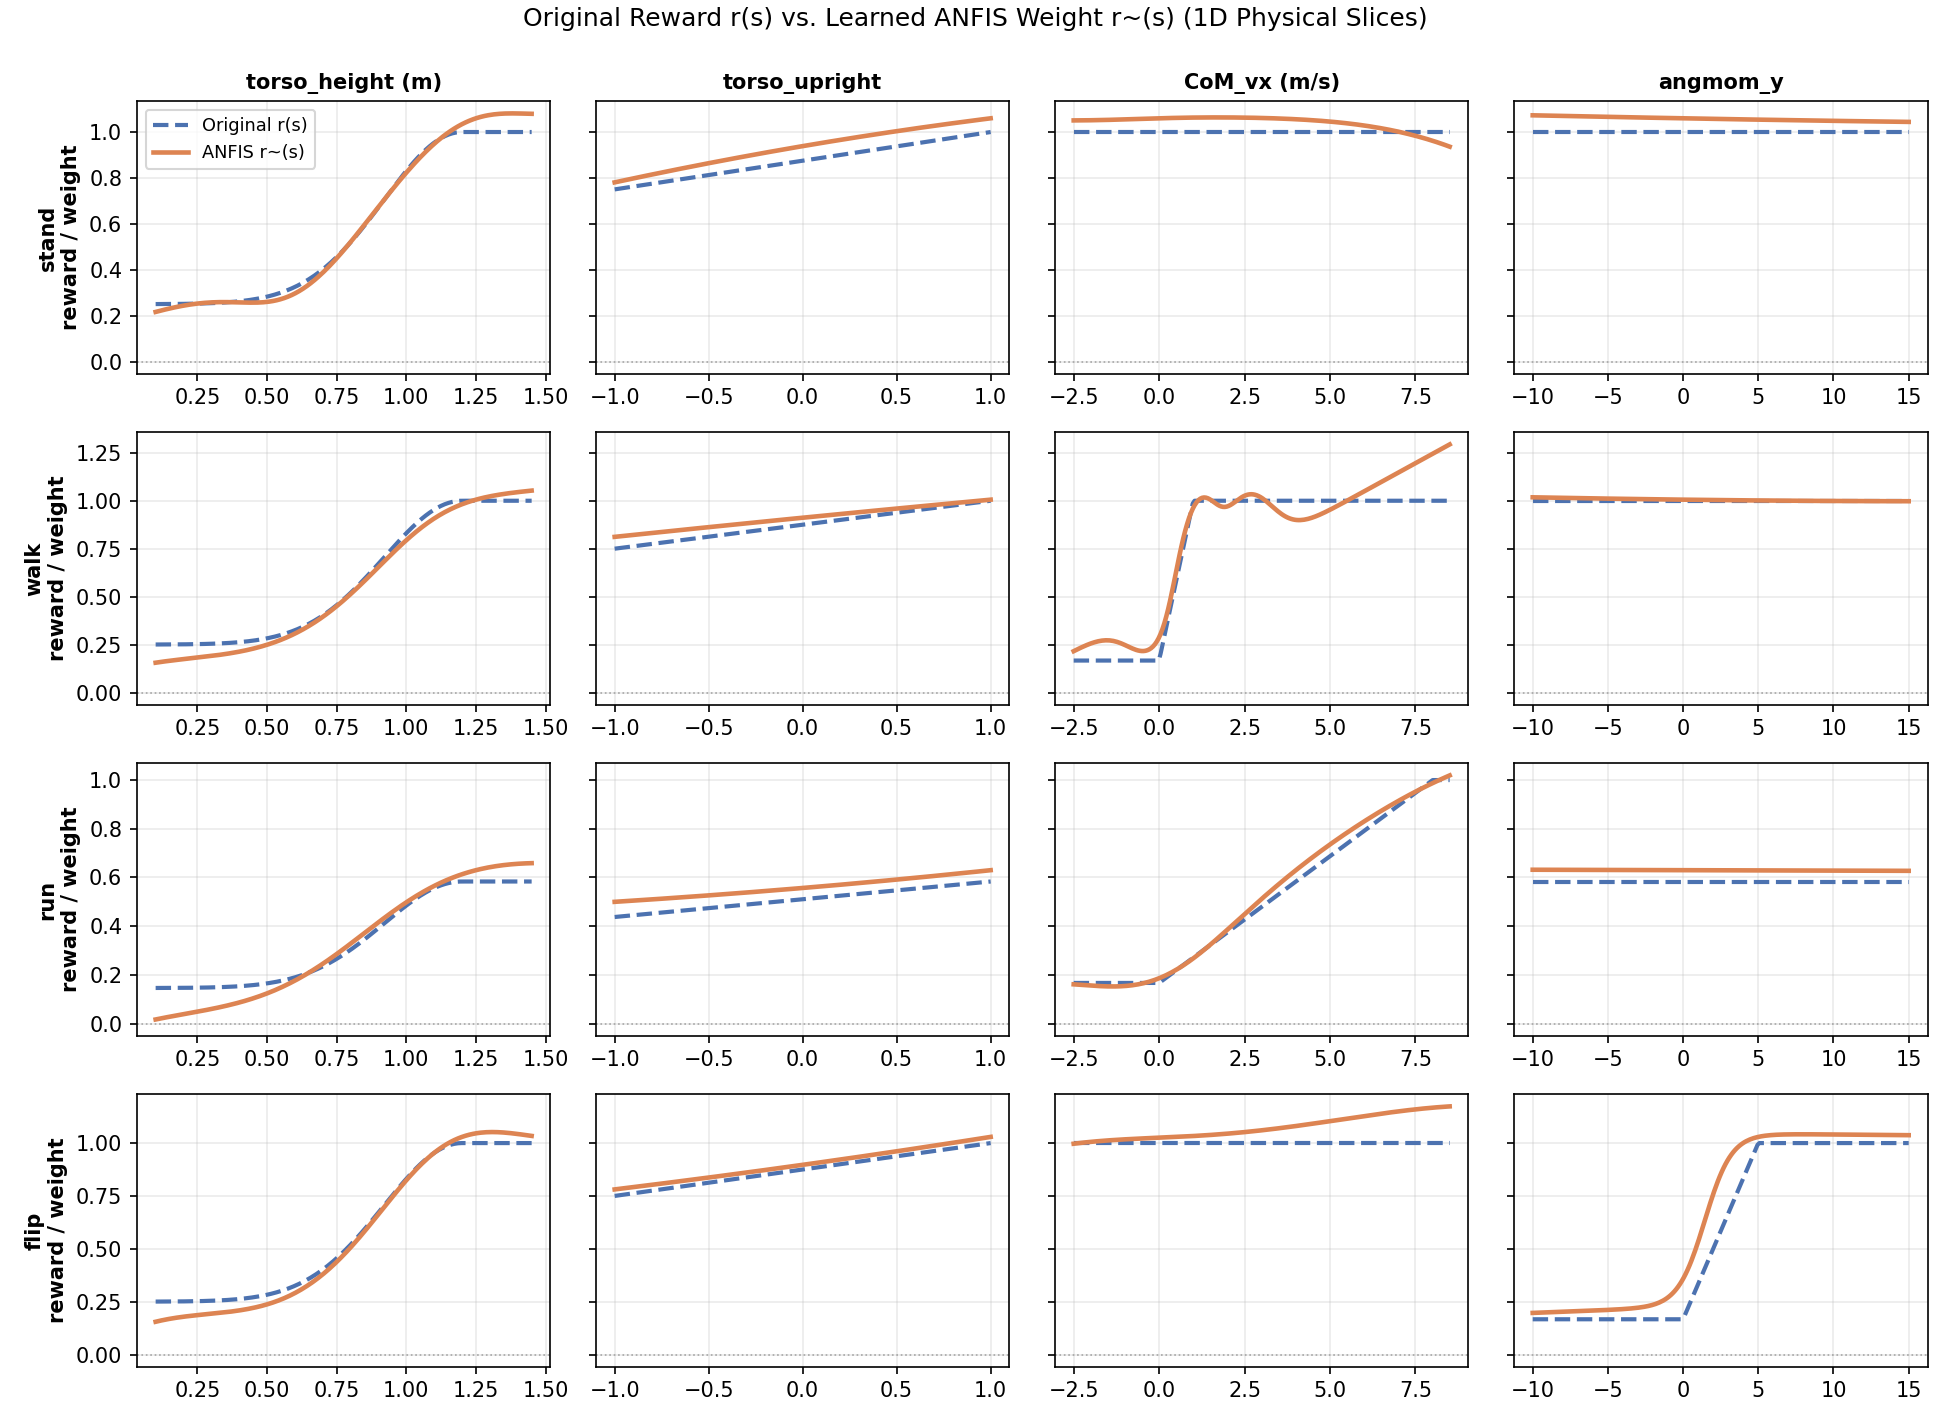 Original Reward r(s) vs. Learned ANFIS Weight r~(s) (1D Physical Slices)
torso_height (m)
torso_upright
CoM_vx (m/s)
angmom_y
Original r(s)
ANFIS r~(s)
stand
reward / weight
1.0
0.8
0.6
0.4
0.2
0.0
0.25 0.50 0.75 1.00 1.25 1.50
−1.0 −0.5 0.0 0.5 1.0
−2.5 0.0 2.5 5.0 7.5
−10 −5 0 5 10 15
walk
reward / weight
1.25
1.00
0.75
0.50
0.25
0.00
0.25 0.50 0.75 1.00 1.25 1.50
−1.0 −0.5 0.0 0.5 1.0
−2.5 0.0 2.5 5.0 7.5
−10 −5 0 5 10 15
run
reward / weight
1.0
0.8
0.6
0.4
0.2
0.0
0.25 0.50 0.75 1.00 1.25 1.50
−1.0 −0.5 0.0 0.5 1.0
−2.5 0.0 2.5 5.0 7.5
−10 −5 0 5 10 15
flip
reward / weight
1.00
0.75
0.50
0.25
0.00
0.25 0.50 0.75 1.00 1.25 1.50
−1.0 −0.5 0.0 0.5 1.0
−2.5 0.0 2.5 5.0 7.5
−10 −5 0 5 10 15